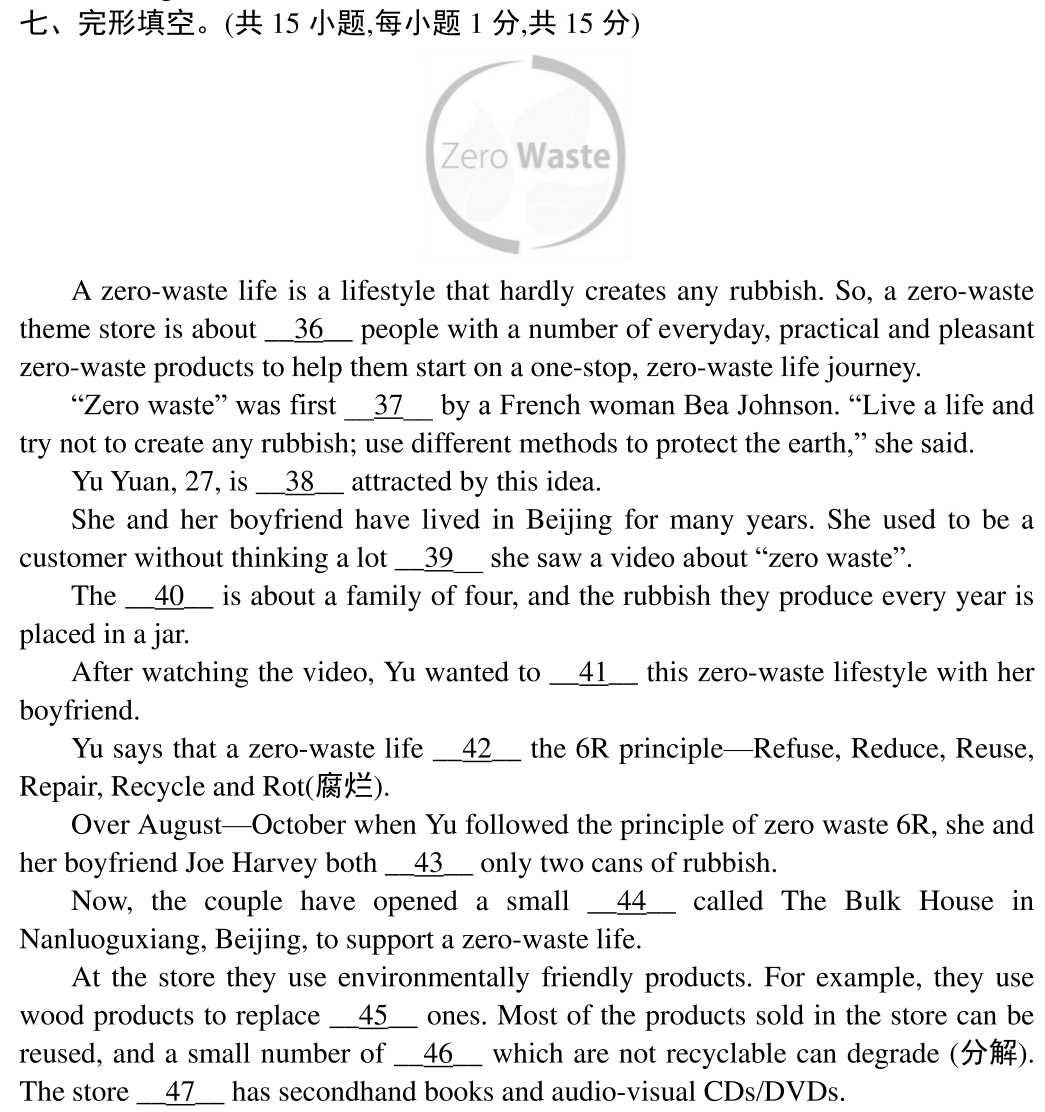 七、完形填空。(共 15 小题,每小题 1 分,共 15 分)
Zero Waste
A zero-waste life is a lifestyle that hardly creates any rubbish. So, a zero-waste
theme store is about __36__ people with a number of everyday, practical and pleasant
zero-waste products to help them start on a one-stop, zero-waste life journey.
“Zero waste” was first __37__ by a French woman Bea Johnson. “Live a life and
try not to create any rubbish; use different methods to protect the earth,” she said.
Yu Yuan, 27, is __38__ attracted by this idea.
She and her boyfriend have lived in Beijing for many years. She used to be a
customer without thinking a lot __39__ she saw a video about “zero waste”.
The __40__ is about a family of four, and the rubbish they produce every year is
placed in a jar.
After watching the video, Yu wanted to __41__ this zero-waste lifestyle with her
boyfriend.
Yu says that a zero-waste life __42__ the 6R principle—Refuse, Reduce, Reuse,
Repair, Recycle and Rot(腐烂).
Over August—October when Yu followed the principle of zero waste 6R, she and
her boyfriend Joe Harvey both __43__ only two cans of rubbish.
Now, the couple have opened a small __44__ called The Bulk House in
Nanluoguxiang, Beijing, to support a zero-waste life.
At the store they use environmentally friendly products. For example, they use
wood products to replace __45__ ones. Most of the products sold in the store can be
reused, and a small number of __46__ which are not recyclable can degrade (分解).
The store __47__ has secondhand books and audio-visual CDs/DVDs.